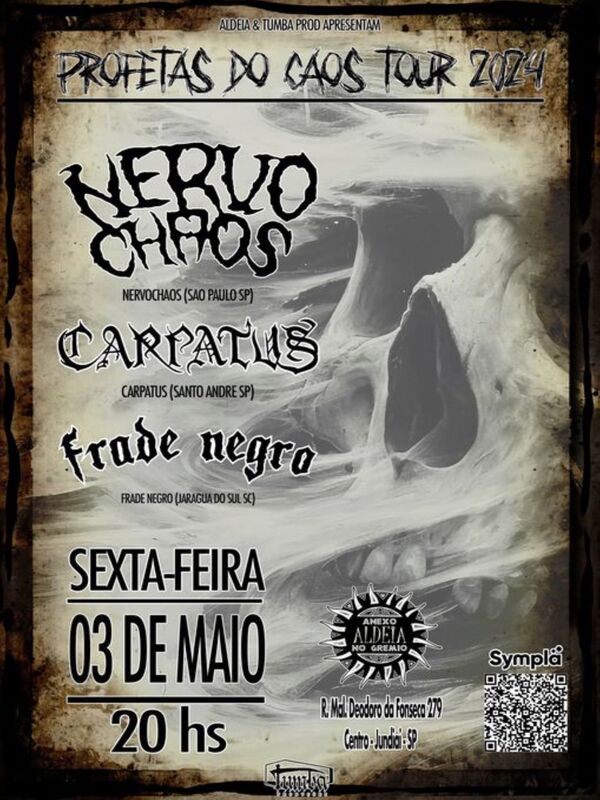 ALDEIA & TUMBA PROD APRESENTAM
PROFETAS DO CAOS TOUR 2024
NERVO
CHAOS
NERVOCHAOS (SAO PAULO SP)
CARPATUS
CARPATUS (SANTO ANDRE SP)
frade negro
FRADE NEGRO (JARAGUA DO SUL SC)
SEXTA-FEIRA
03 DE MAIO
20 hs
ANEXO
ALDEIA
NO GREMIO
R. Mal. Deodoro da Fonseca 279
Centro - Jundiaí - SP
Sympla
tumba